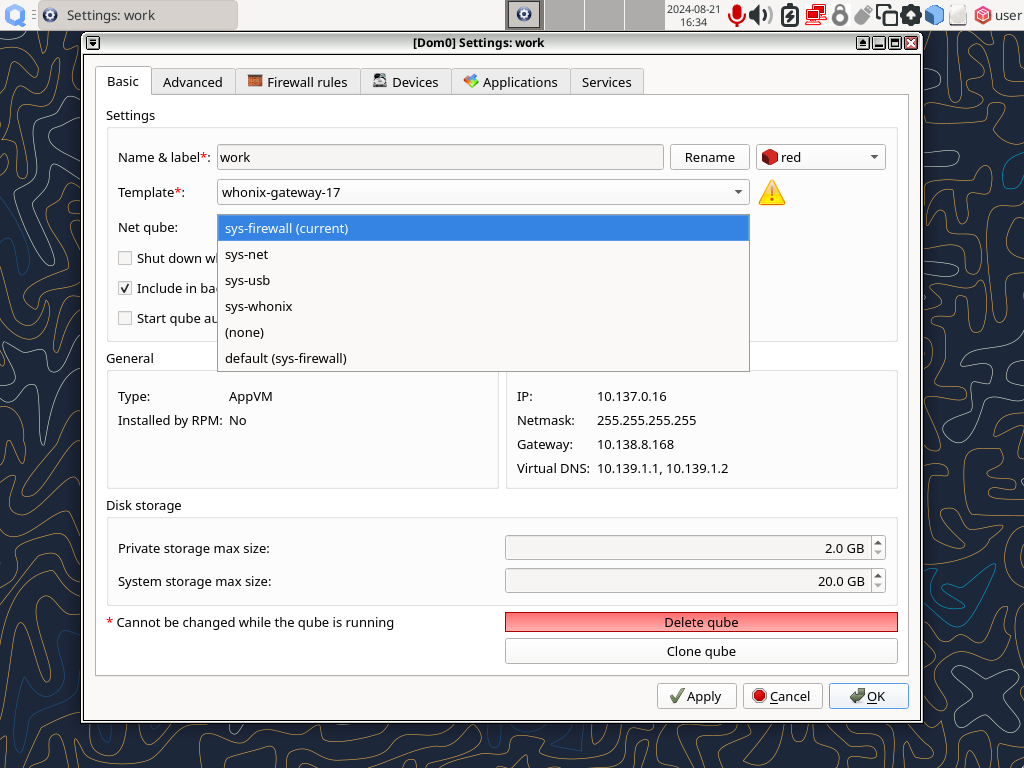 Settings: work
2024-08-21
16:34
user
[Dom0] Settings: work
Basic
Advanced
Firewall rules
Devices
Applications
Services
Settings
Name & label*:
work
Rename
red
Template*:
whonix-gateway-17
Net qube:
sys-firewall (current)
sys-net
Shut down wh
sys-usb
Include in bac
sys-whonix
Start qube au
(none)
default (sys-firewall)
General
Type: AppVM
Installed by RPM: No
IP: 10.137.0.16
Netmask: 255.255.255.255
Gateway: 10.138.8.168
Virtual DNS: 10.139.1.1, 10.139.1.2
Disk storage
Private storage max size:
2.0 GB
System storage max size:
20.0 GB
* Cannot be changed while the qube is running
Delete qube
Clone qube
Apply
Cancel
OK